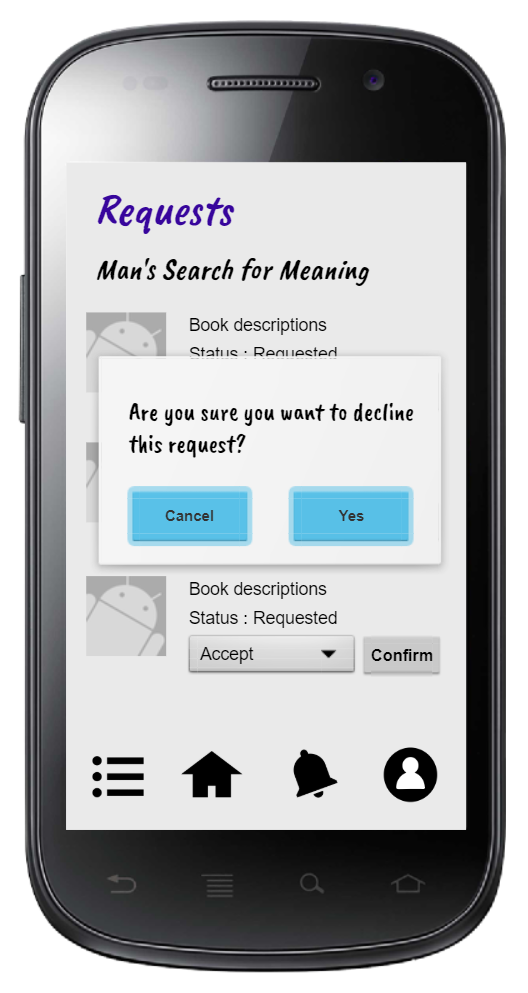 Requests
Man's Search for Meaning
Book descriptions
Status : Requested
Are you sure you want to decline
this request?
Cancel Yes
Book descriptions
Status : Requested
Accept Confirm